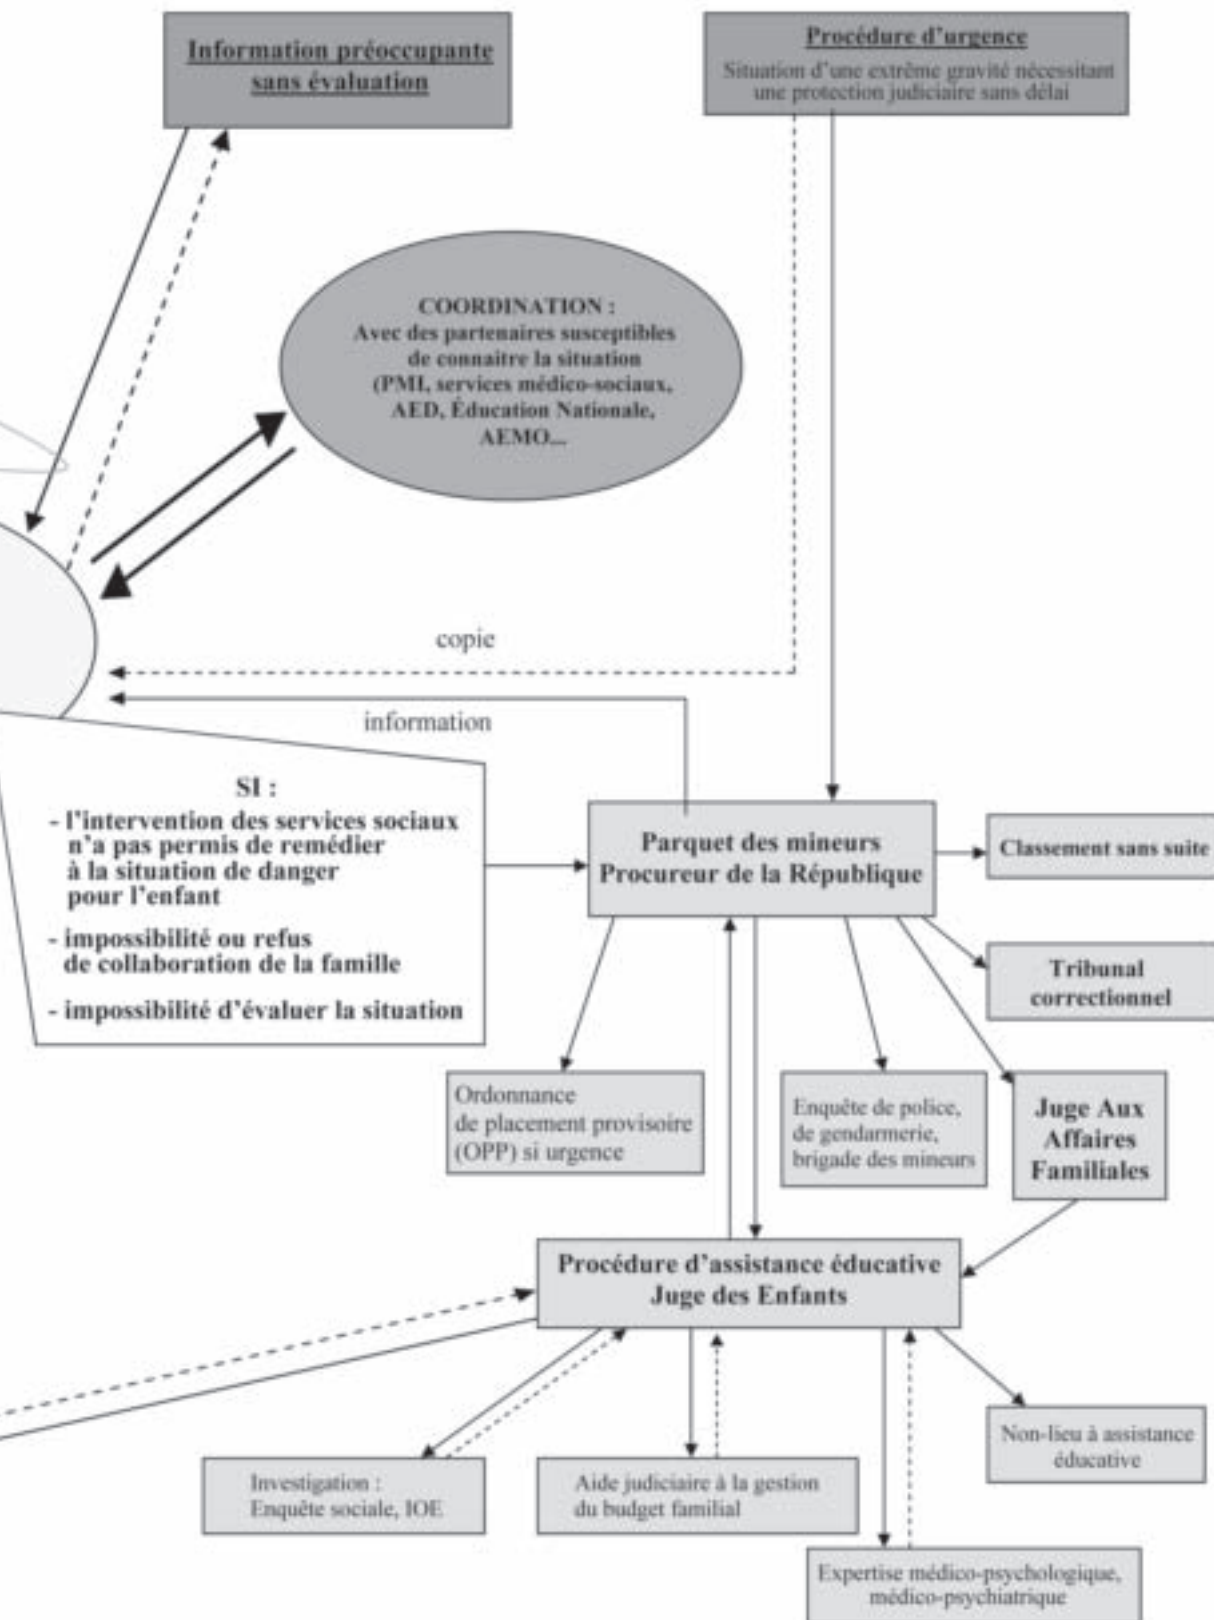 Information préoccupante
sans évaluation
Procédure d'urgence
Situation d'une extrême gravité nécessitant
une protection judiciaire sans délai
COORDINATION :
Avec des partenaires susceptibles
de connaitre la situation
(PMI, services médico-sociaux,
AED, Éducation Nationale,
AEMO...
copie
information
SI :
- l'intervention des services sociaux
n'a pas permis de remédier
à la situation de danger
pour l'enfant
- impossibilité ou refus
de collaboration de la famille
- impossibilité d'évaluer la situation
Parquet des mineurs
Procureur de la République
Classement sans suite
Tribunal
correctionnel
Ordonnance
de placement provisoire
(OPP) si urgence
Enquête de police,
de gendarmerie,
brigade des mineurs
Juge Aux
Affaires
Familiales
Procédure d'assistance éducative
Juge des Enfants
Non-lieu à assistance
éducative
Investigation :
Enquête sociale, IOE
Aide judiciaire à la gestion
du budget familial
Expertise médico-psychologique,
médico-psychiatrique